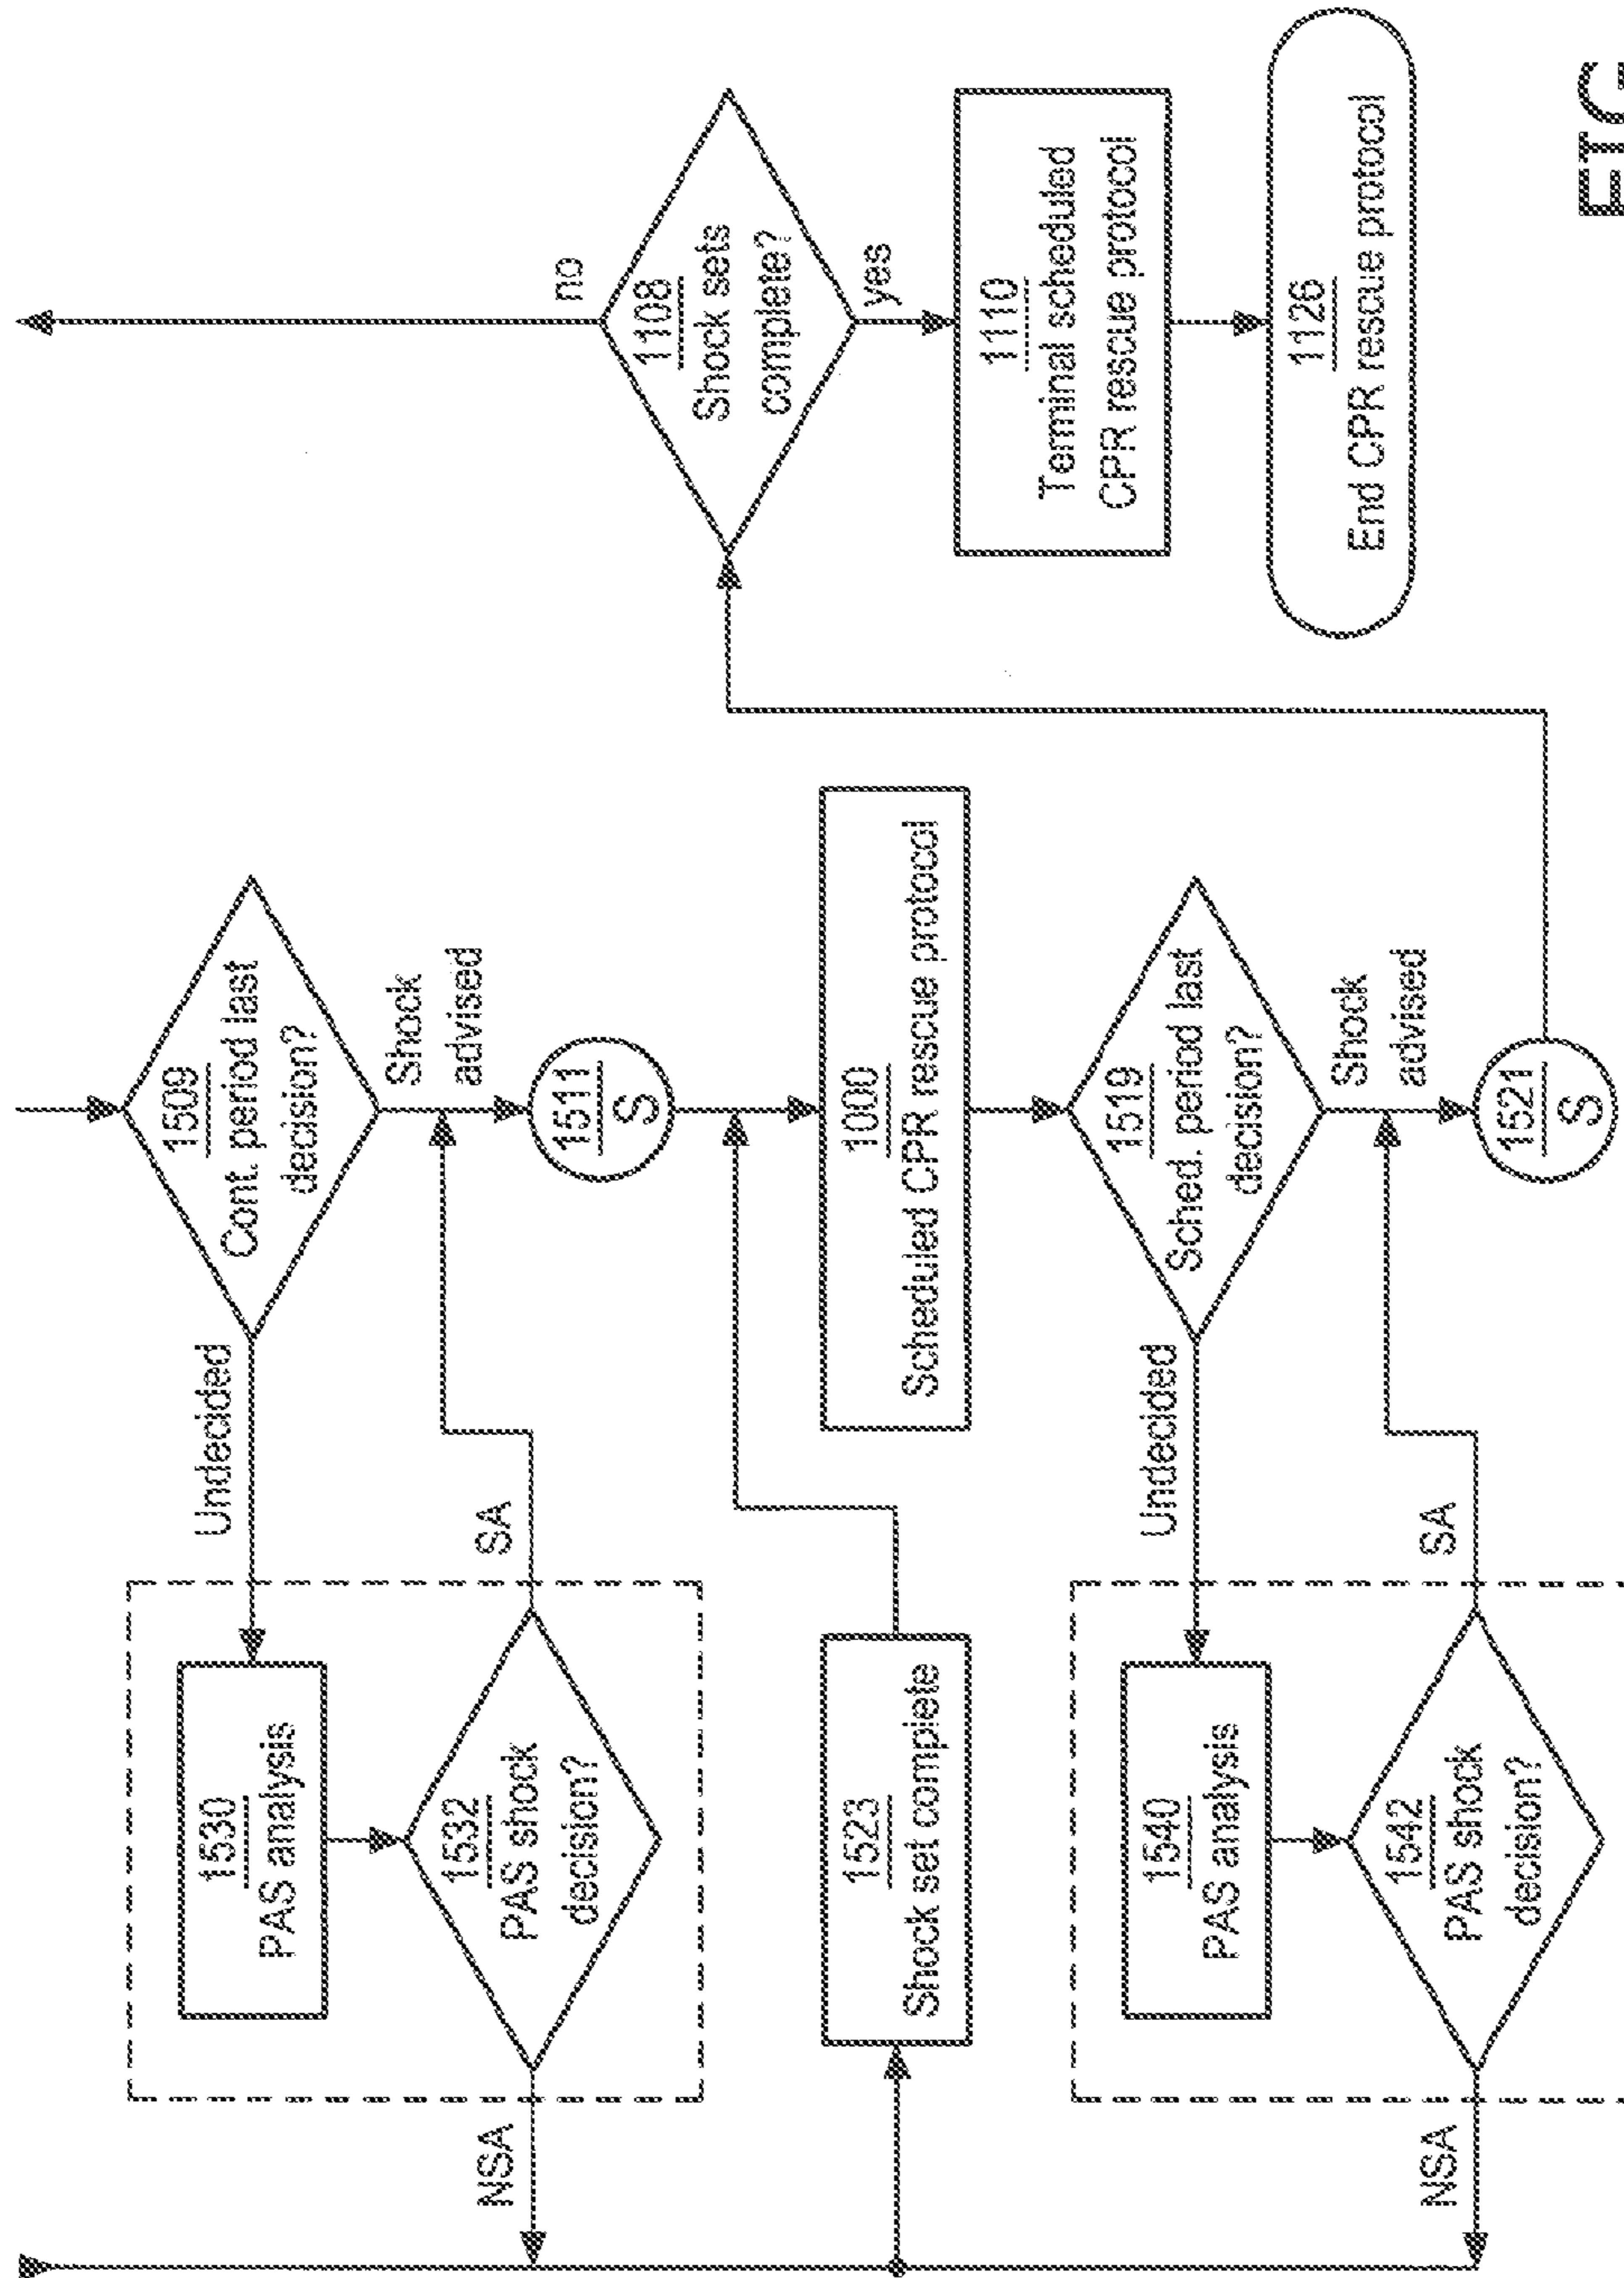 1509
Cont. period last
decision?
Undecided
Shock
advised
1530
PAS analysis
1532
PAS shock
decision?
NSA
SA
1511
S
1523
Shock set complete
1000
Scheduled CPR rescue protocol
1519
Sched. period last
decision?
Undecided
Shock
advised
1540
PAS analysis
1542
PAS shock
decision?
NSA
SA
1521
S
no
1108
Shock sets
complete?
yes
1110
Terminal scheduled
CPR rescue protocol
1126
End CPR rescue protocol
FIG